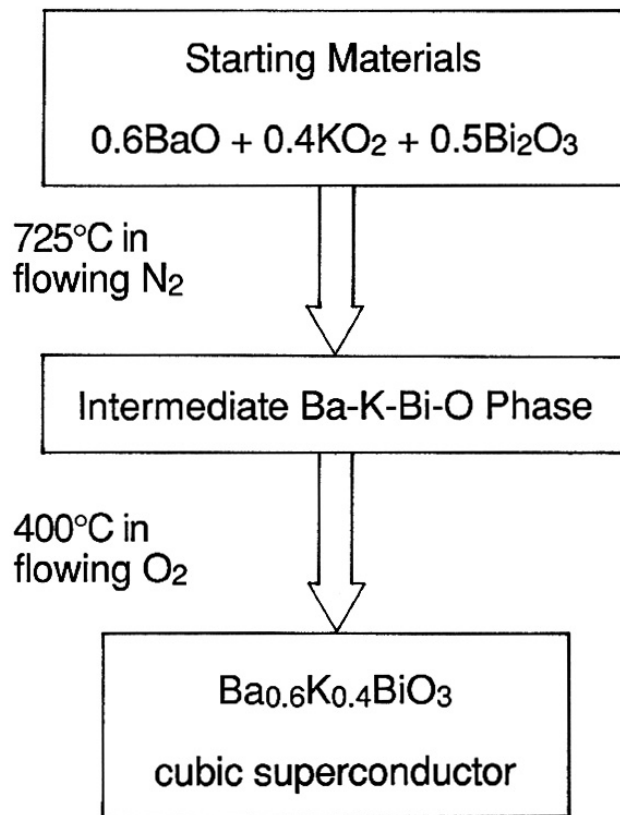 Starting Materials
0.6BaO + 0.4KO₂ + 0.5Bi₂O₃
725°C in
flowing N₂
Intermediate Ba-K-Bi-O Phase
400°C in
flowing O₂
Ba₀.₆K₀.₄BiO₃
cubic superconductor